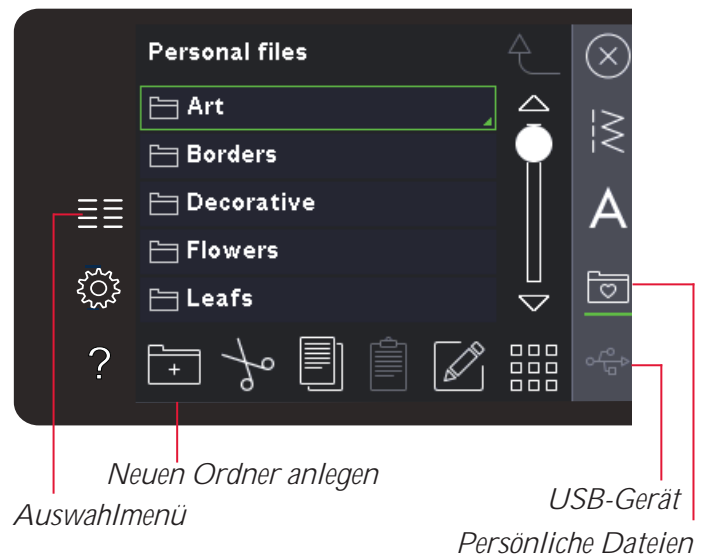 Personal files
Art
Borders
Decorative
Flowers
Leafs
A
?
Neuen Ordner anlegen
Auswahlmenü
USB-Gerät
Persönliche Dateien